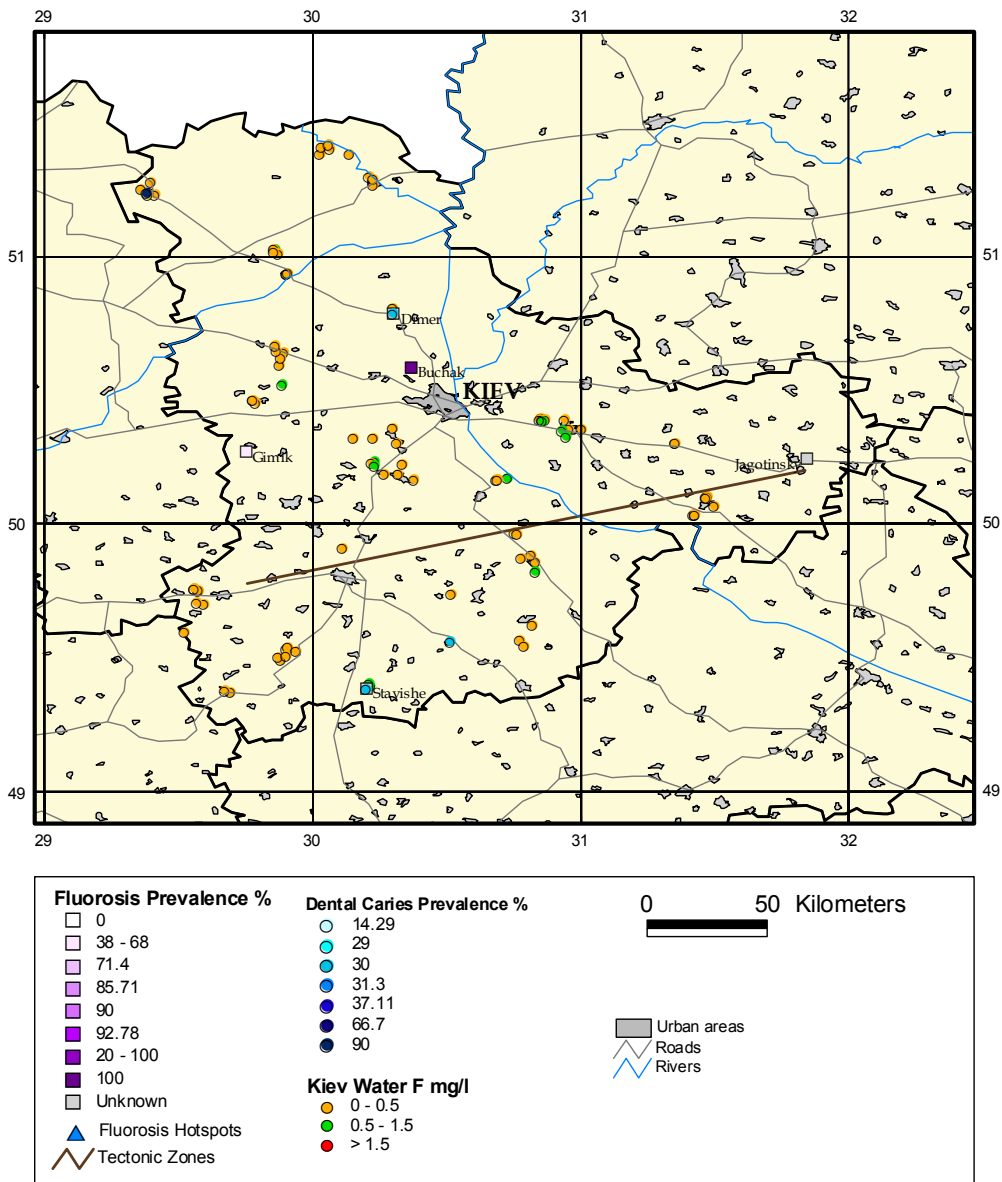 29 30 31 32
51 51
Dimer
Buchak
KIEV
Gimik
Jagotinsky
50 50
Stavishe
49 49
29 30 31 32
Fluorosis Prevalence %
0
38 - 68
71.4
85.71
90
92.78
20 - 100
100
Unknown
Fluorosis Hotspots
Tectonic Zones
Dental Caries Prevalence %
14.29
29
30
31.3
37.11
66.7
90
Kiev Water F mg/l
0 - 0.5
0.5 - 1.5
> 1.5
0 50 Kilometers
Urban areas
Roads
Rivers